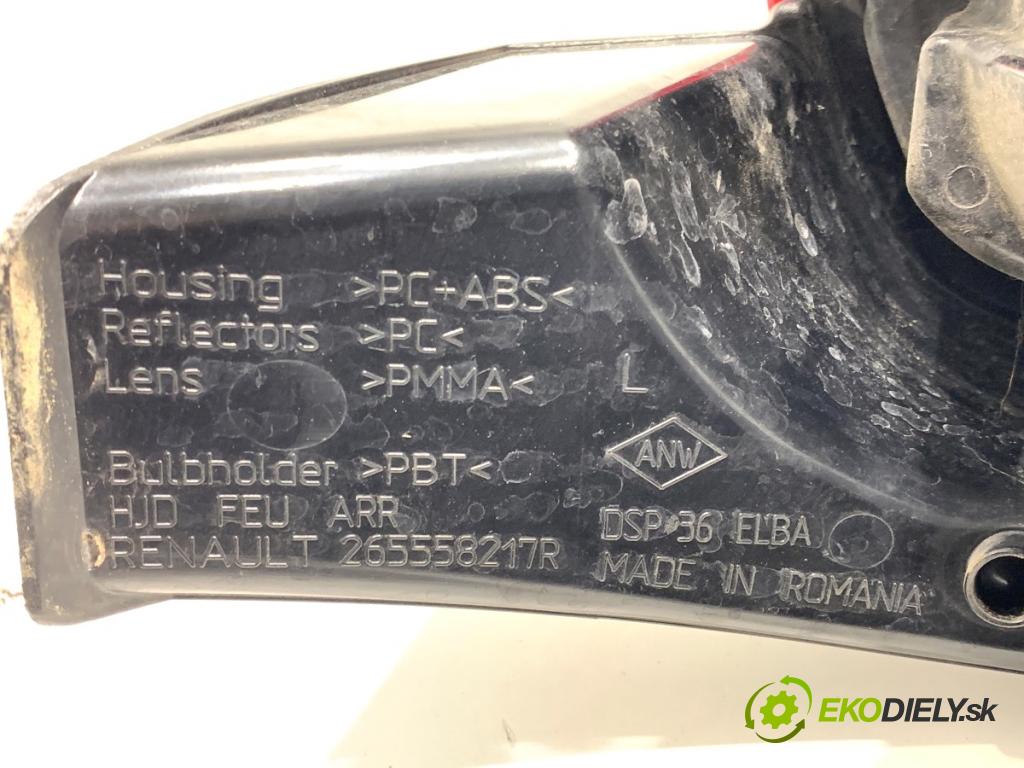 Housing >PC+ABS<
Reflectors >PC<
Lens >PMMA< L
ANW
Bulbholder >PBT<
HJD FEU ARR
RENAULT 265558217R
DSP 36 ELBA
MADE IN ROMANIA
EKODIELY.sk